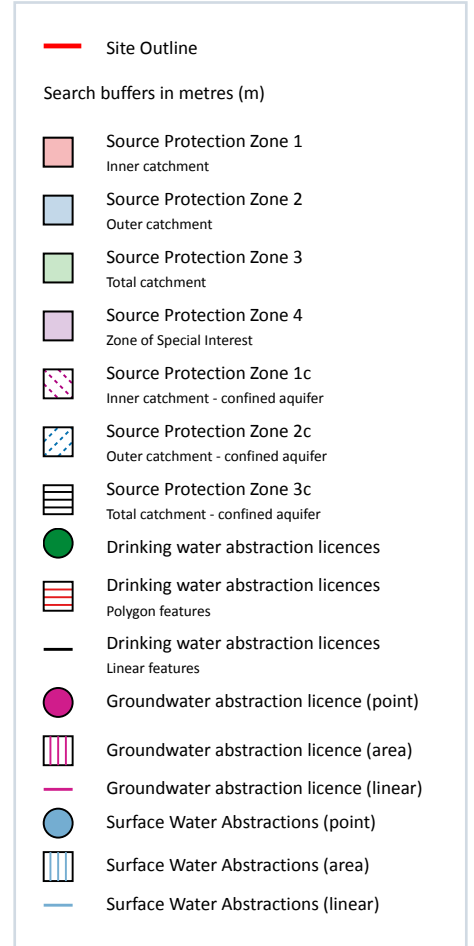 Site Outline
Search buffers in metres (m)
Source Protection Zone 1
Inner catchment
Source Protection Zone 2
Outer catchment
Source Protection Zone 3
Total catchment
Source Protection Zone 4
Zone of Special Interest
Source Protection Zone 1c
Inner catchment - confined aquifer
Source Protection Zone 2c
Outer catchment - confined aquifer
Source Protection Zone 3c
Total catchment - confined aquifer
Drinking water abstraction licences
Drinking water abstraction licences
Polygon features
Drinking water abstraction licences
Linear features
Groundwater abstraction licence (point)
Groundwater abstraction licence (area)
Groundwater abstraction licence (linear)
Surface Water Abstractions (point)
Surface Water Abstractions (area)
Surface Water Abstractions (linear)